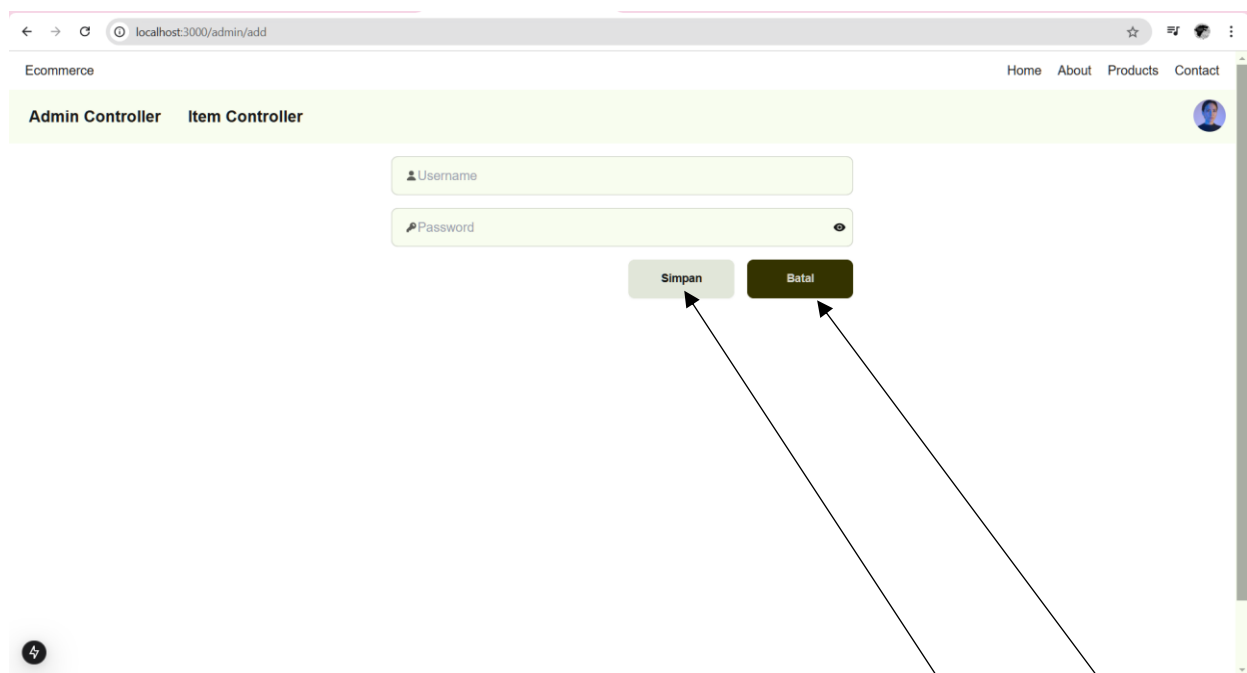 localhost:3000/admin/add
Ecommerce Home About Products Contact
Admin Controller Item Controller
Username
Password
Simpan Batal